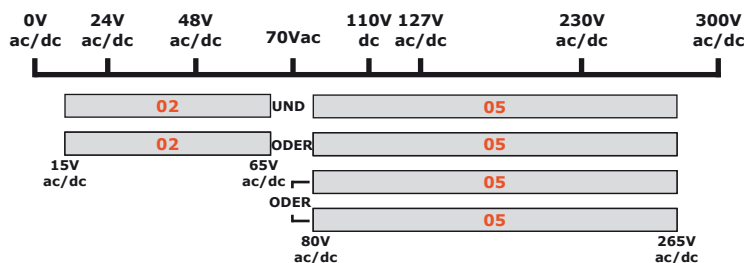 0V 24V 48V 70Vac 110V 127V 230V 300V
ac/dc ac/dc ac/dc dc ac/dc ac/dc ac/dc
02 UND 05
02 ODER 05
15V 65V
ac/dc ac/dc
05
ODER
05
80V 265V
ac/dc ac/dc